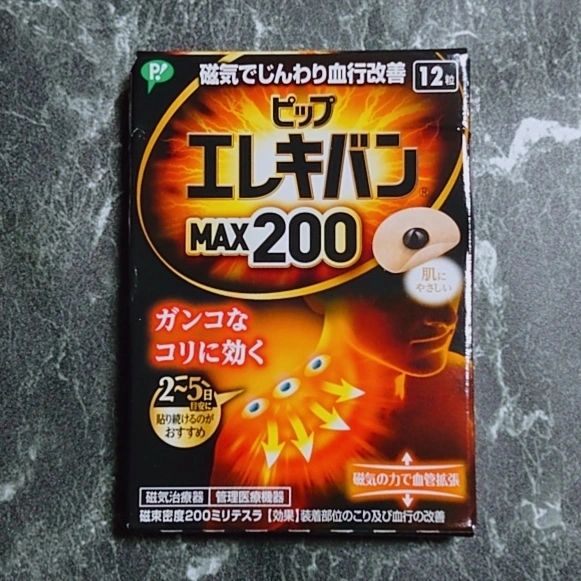 P!
磁気でじんわり血行改善
12粒
ピップ
エレキバン®
MAX200
肌に
やさしい
ガンコな
コリに効く
2〜5日
目安に
貼り続けるのが
おすすめ
磁気の力で血管拡張
磁気治療器 管理医療機器
磁束密度200ミリテスラ【効果】装着部位のこり及び血行の改善